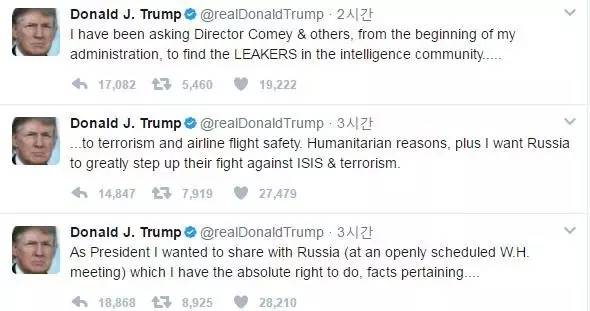 Donald J. Trump @realDonaldTrump · 2시간
I have been asking Director Comey & others, from the beginning of my
administration, to find the LEAKERS in the intelligence community.....
17,082 5,460 19,222
Donald J. Trump @realDonaldTrump · 3시간
...to terrorism and airline flight safety. Humanitarian reasons, plus I want Russia
to greatly step up their fight against ISIS & terrorism.
14,847 7,919 27,479
Donald J. Trump @realDonaldTrump · 3시간
As President I wanted to share with Russia (at an openly scheduled W.H.
meeting) which I have the absolute right to do, facts pertaining....
18,868 8,925 28,210